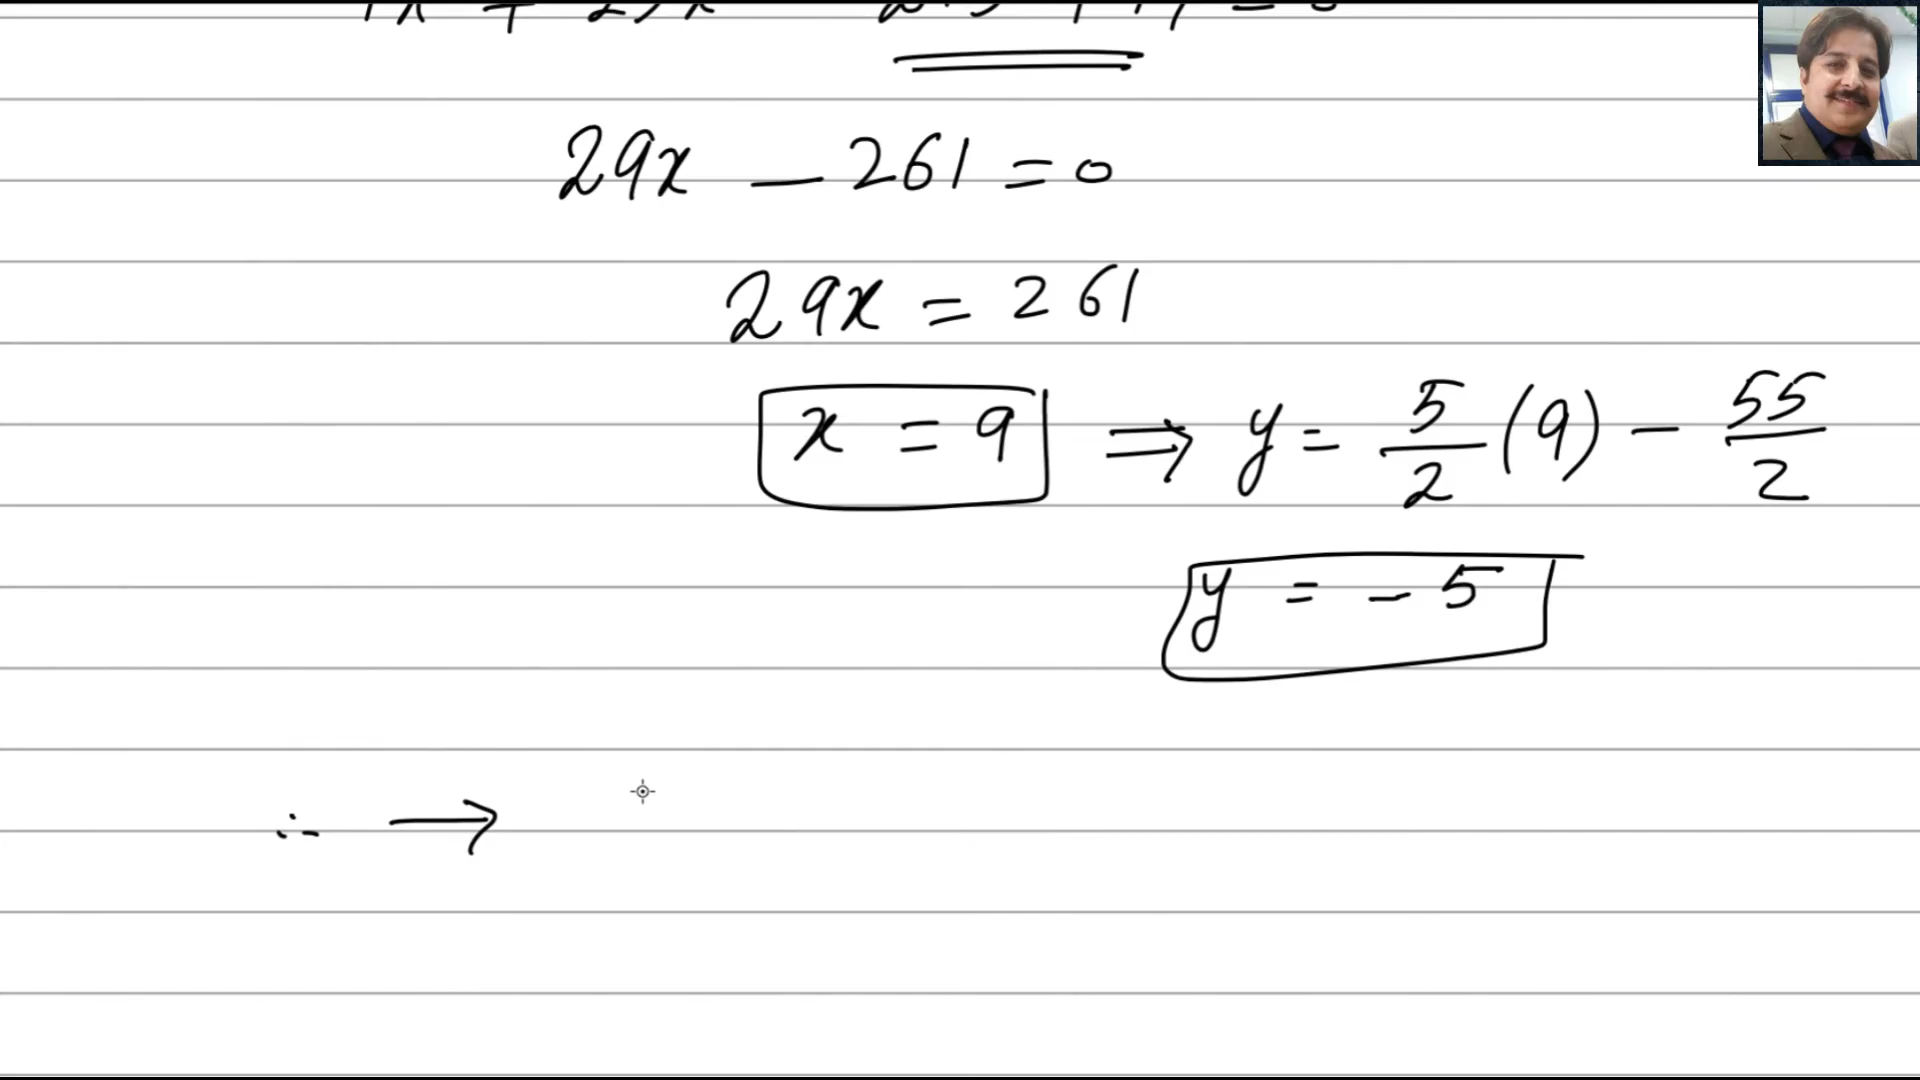 29x - 261 = 0
29x = 261
x = 9 ⇒ y = 5/2 (9) - 55/2
y = -5
∴ →